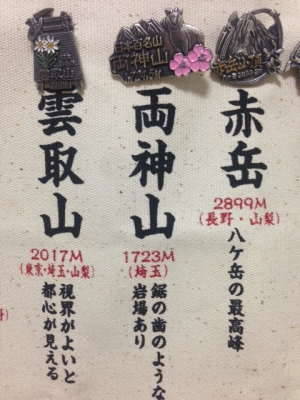 赤岳
2899M
(長野・山梨)
八ケ岳の最高峰
日本百名山
両神山
両神山
1723M
(埼玉)
鋸の歯のような
岩場あり
雲取山
2017M
(東京・埼玉・山梨)
視界がよいと
都心が見える